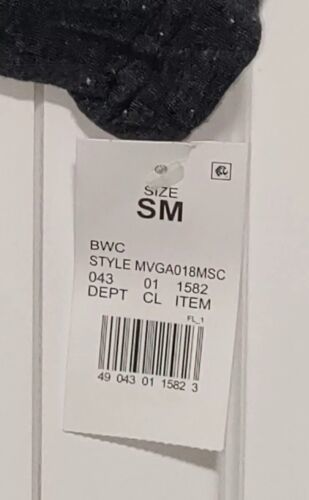 SIZE
SM
BWC
STYLE MVGA018MSC
043 01 1582
DEPT CL ITEM
FL_1
49 043 01 1582 3